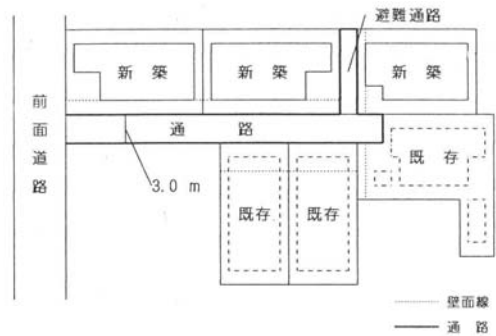 避難通路
新 築
新 築
新 築
前面道路
通 路
3.0 m
既 存
既存
既存
壁面線
通 路